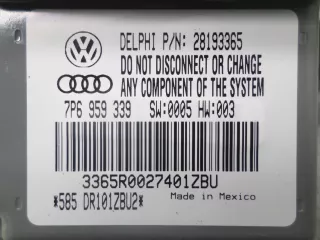 DELPHI P/N: 28193365
DO NOT DISCONNECT OR CHANGE
ANY COMPONENT OF THE SYSTEM
7P6 959 339 SW:0005 HW:003
3365R0027401ZBU
*585 DR101ZBU2* Made in Mexico